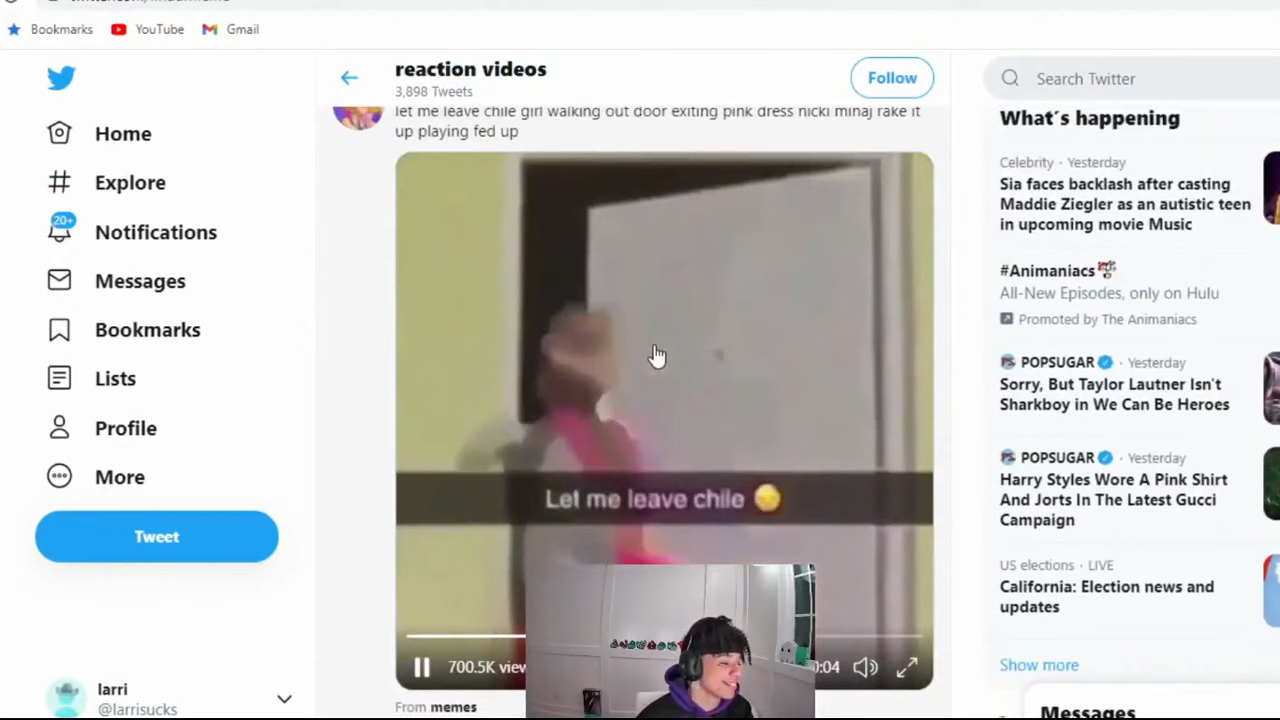 Bookmarks
YouTube
Gmail
Home
Explore
20+
Notifications
Messages
Bookmarks
Lists
Profile
More
Tweet
larri
@larrisucks
reaction videos
3,898 Tweets
Follow
let me leave chile girl walking out door exiting pink dress nicki minaj rake it
up playing fed up
Let me leave chile
700.5K view
0:04
From memes
Search Twitter
What's happening
Celebrity · Yesterday
Sia faces backlash after casting
Maddie Ziegler as an autistic teen
in upcoming movie Music
#Animaniacs
All-New Episodes, only on Hulu
Promoted by The Animaniacs
POPSUGAR · Yesterday
Sorry, But Taylor Lautner Isn't
Sharkboy in We Can Be Heroes
POPSUGAR · Yesterday
Harry Styles Wore A Pink Shirt
And Jorts In The Latest Gucci
Campaign
US elections · LIVE
California: Election news and
updates
Show more
Messages